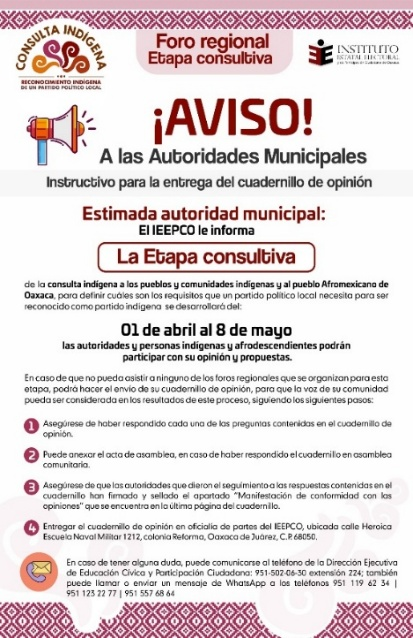 CONSULTA INDÍGENA
RECONOCIMIENTO INDÍGENA
DE UN PARTIDO POLÍTICO LOCAL
Foro regional
Etapa consultiva
INSTITUTO
ESTATAL ELECTORAL
¡AVISO!
A las Autoridades Municipales
Instructivo para la entrega del cuadernillo de opinión
Estimada autoridad municipal:
El IEEPCO le informa
La Etapa consultiva
de la consulta indígena a los pueblos y comunidades indígenas y al pueblo Afromexicano de
Oaxaca, para definir cuáles son los requisitos que un partido político local necesita para ser
reconocido como partido indígena se desarrollará del:
01 de abril al 8 de mayo
las autoridades y personas indígenas y afrodescendientes podrán
participar con su opinión y propuestas.
En caso de que no pueda asistir a ninguno de los foros regionales que se organizan para esta
etapa, podrá hacer el envío de su cuadernillo de opinión, para que la voz de su comunidad
pueda ser considerada en los resultados de este proceso, siguiendo los siguientes pasos:
1 Asegúrese de haber respondido cada una de las preguntas contenidas en el cuadernillo de
opinión.
2 Puede anexar el acta de asamblea, en caso de haber respondido el cuadernillo en asamblea
comunitaria.
3 Asegúrese de que las autoridades que dieron el seguimiento a las respuestas contenidas en el
cuadernillo han firmado y sellado el apartado "Manifestación de conformidad con las
opiniones" que se encuentra en la última página del cuadernillo.
4 Entregar el cuadernillo de opinión en oficialía de partes del IEEPCO, ubicada calle Heroica
Escuela Naval Militar 1212, colonia Reforma, Oaxaca de Juárez, C.P. 68050.
En caso de tener alguna duda, puede comunicarse al teléfono de la Dirección Ejecutiva
de Educación Cívica y Participación Ciudadana: 951-502-06-30 extensión 224; también
puede llamar o enviar un mensaje de WhatsApp a los teléfonos 951 119 62 34 |
951 123 22 77 | 951 557 68 64